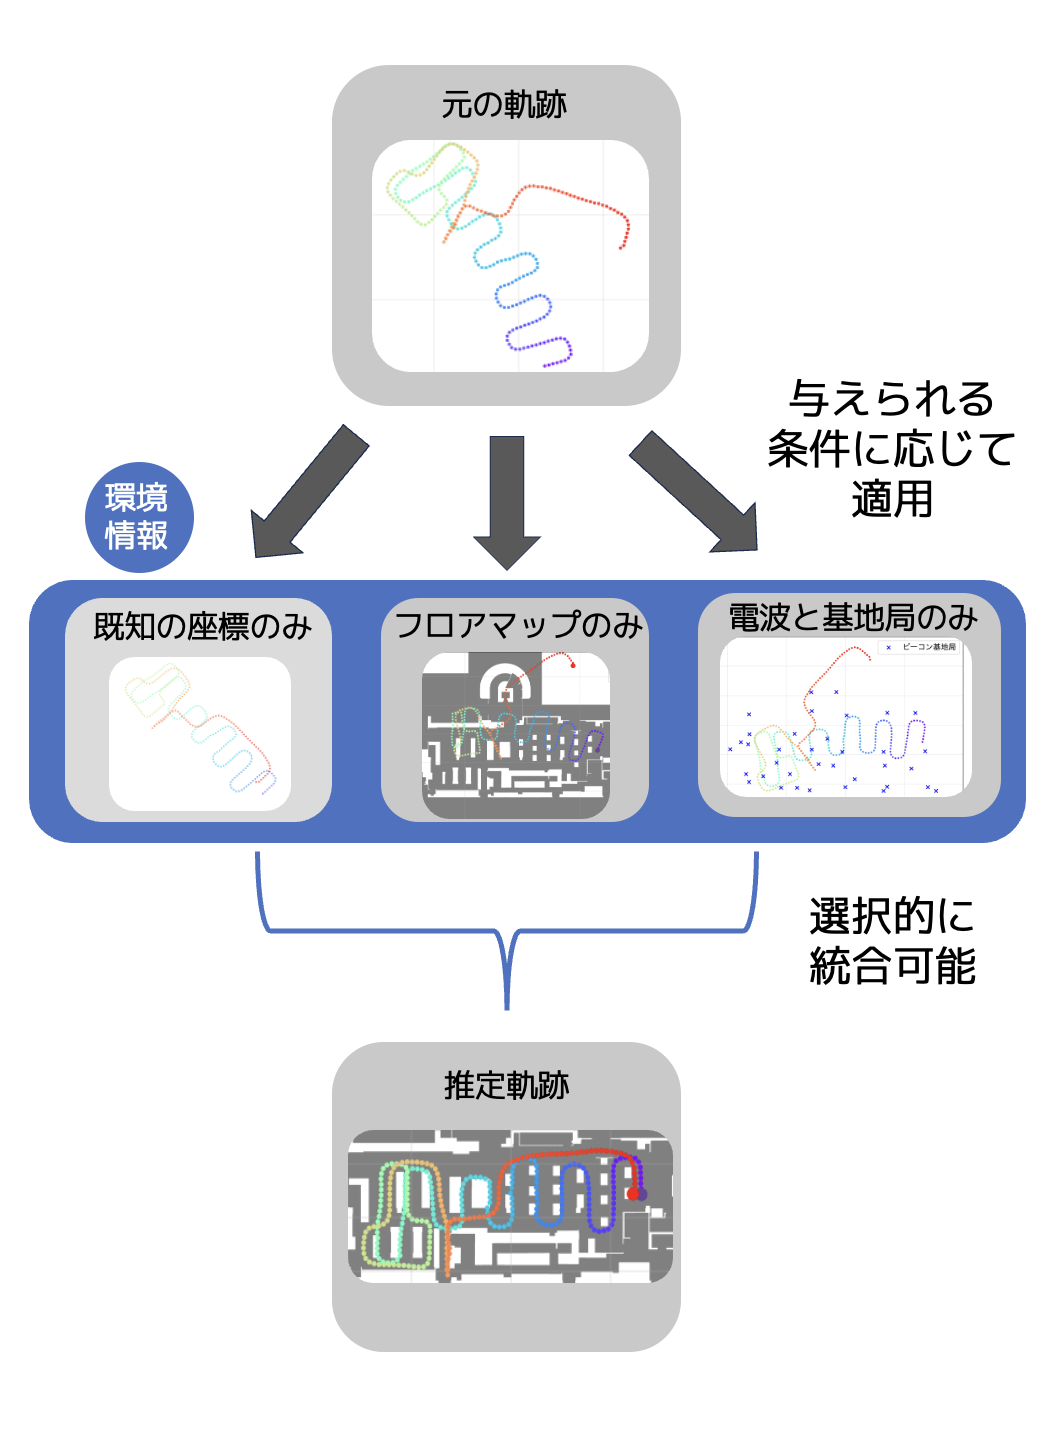 元の軌跡
与えられる
条件に応じて
適用
環境
情報
既知の座標のみ
フロアマップのみ
電波と基地局のみ
ビーコン基地局
選択的に
統合可能
推定軌跡